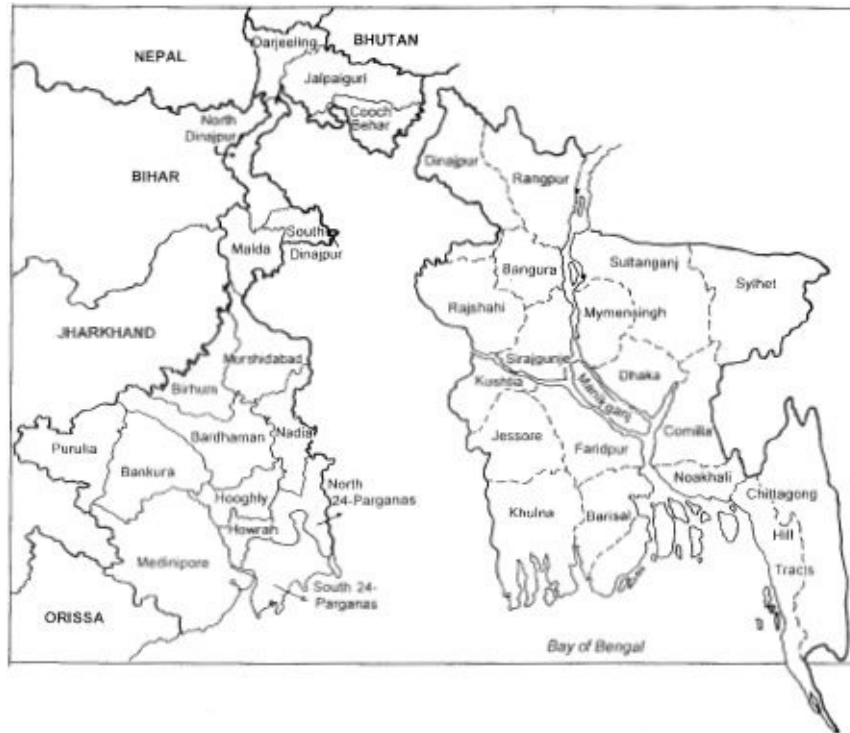 NEPAL
BHUTAN
Darjeeling
Jalpaiguri
Cooch
Behar
North
Dinajpur
BIHAR
Malda
South
Dinajpur
JHARKHAND
Murshidabad
Birhum
Purulia
Bardhaman
Nadia
Bankura
North
24-Parganas
Hooghly
Howrah
Medinipore
South 24-
Parganas
ORISSA
Dinajpur
Rangpur
Bangura
Sultanganj
Sylhet
Rajshahi
Mymensingh
Sirajgunje
Kushtia
Manikganj
Dhaka
Jessore
Faridpur
Comilla
Noakhali
Khulna
Barisal
Chittagong
Hill
Tracts
Bay of Bengal